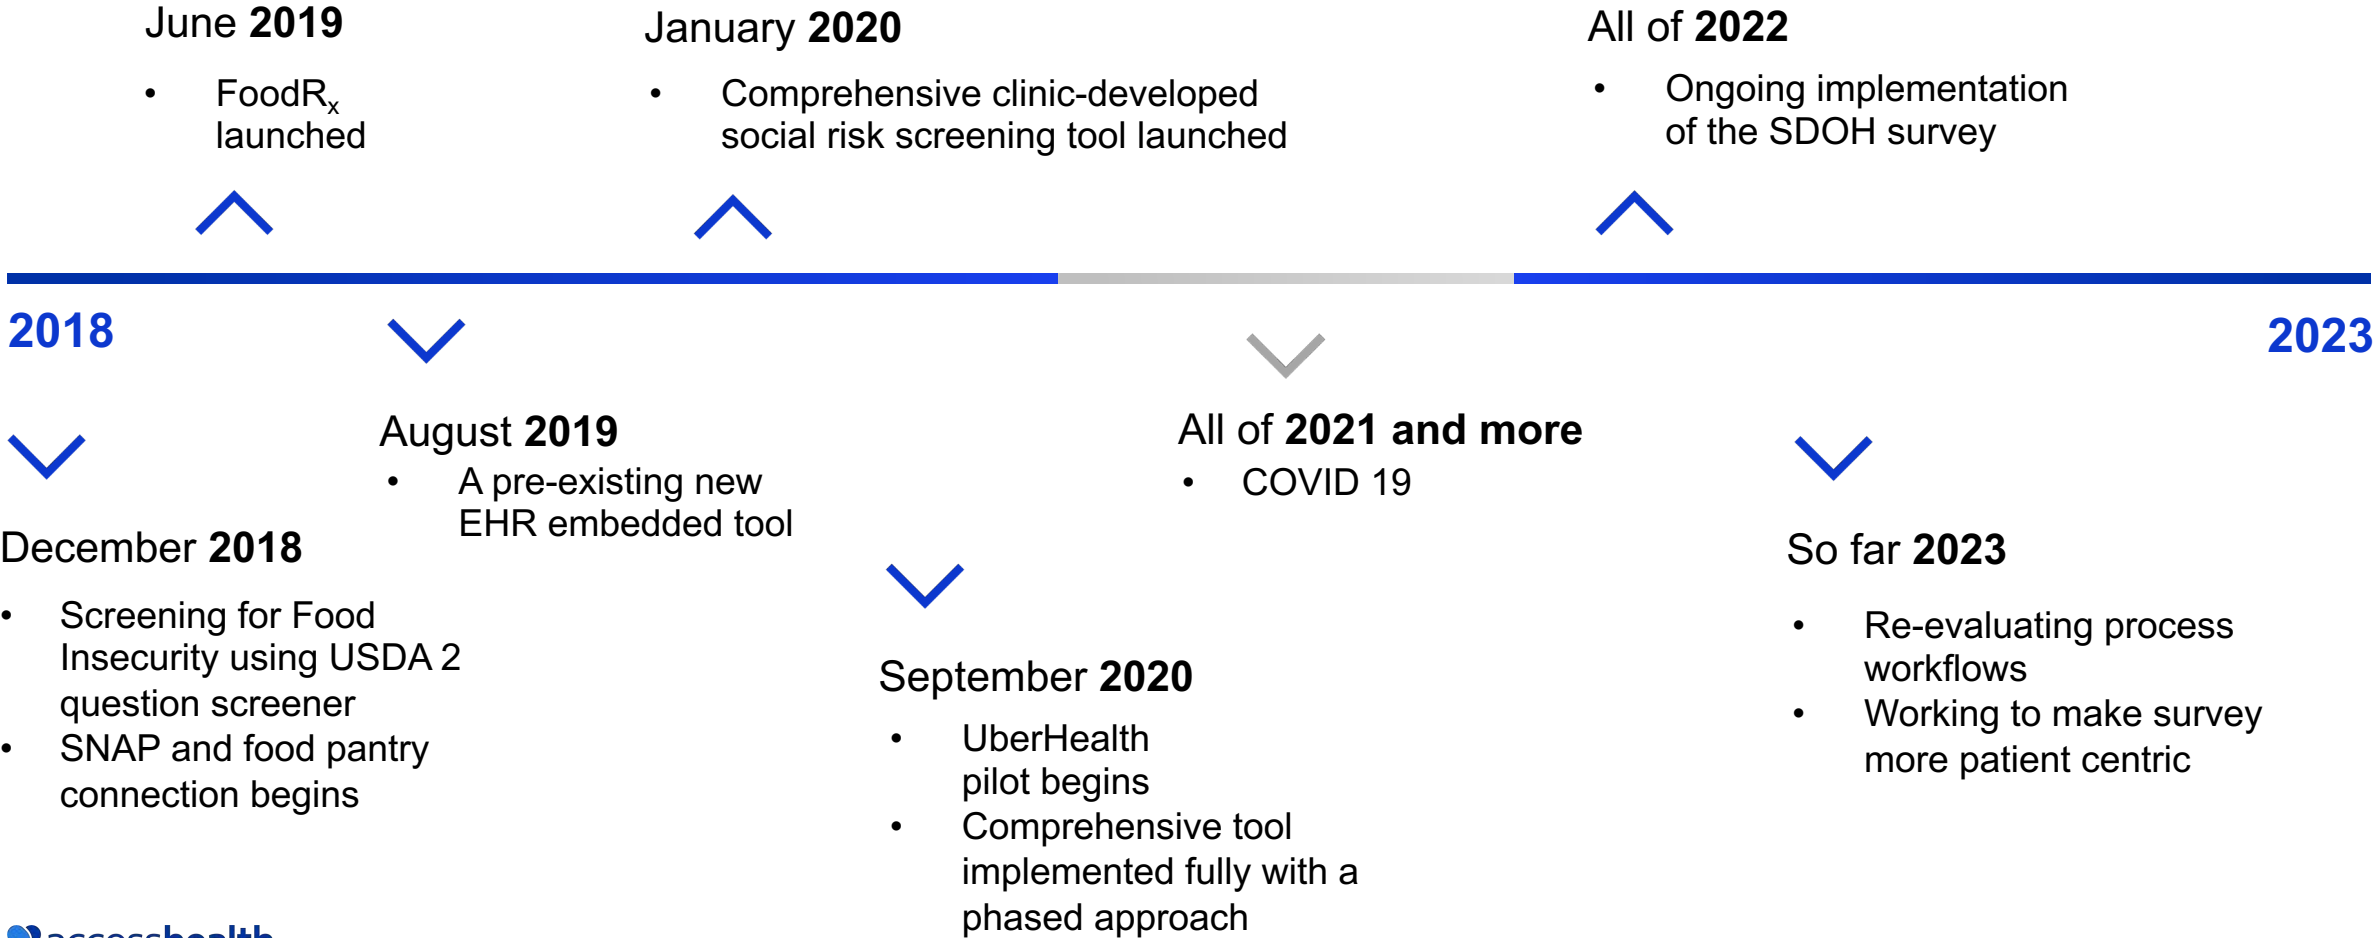 June 2019
• FoodRx
launched
January 2020
• Comprehensive clinic-developed
social risk screening tool launched
All of 2022
• Ongoing implementation
of the SDOH survey
2018
2023
December 2018
• Screening for Food
Insecurity using USDA 2
question screener
• SNAP and food pantry
connection begins
August 2019
• A pre-existing new
EHR embedded tool
September 2020
• UberHealth
pilot begins
• Comprehensive tool
implemented fully with a
phased approach
All of 2021 and more
• COVID 19
So far 2023
• Re-evaluating process
workflows
• Working to make survey
more patient centric
accesshealth